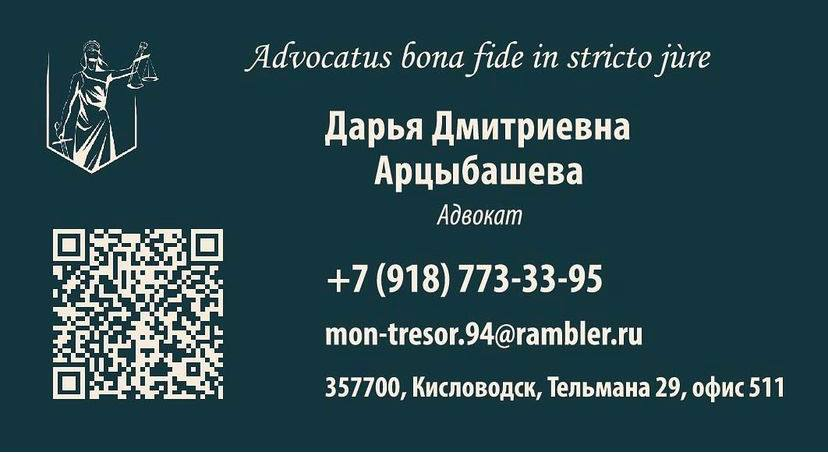 Advocatus bona fide in stricto jùre
Дарья Дмитриевна
Арцыбашева
Адвокат
+7 (918) 773-33-95
mon-tresor.94@rambler.ru
357700, Кисловодск, Тельмана 29, офис 511